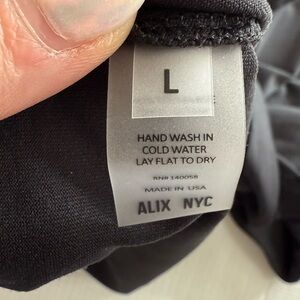 L
HAND WASH IN
COLD WATER
LAY FLAT TO DRY
RN# 140058
MADE IN USA
ALIX NYC